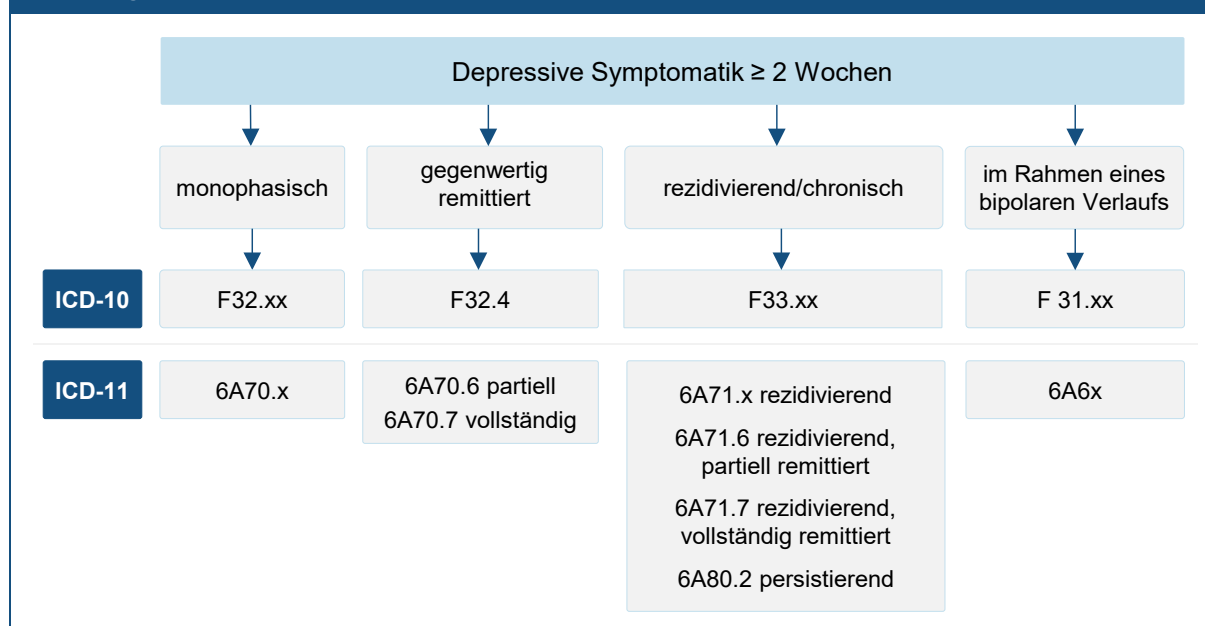 Depressive Symptomatik ≥ 2 Wochen
monophasisch
gegenwertig
remittiert
rezidivierend/chronisch
im Rahmen eines
bipolaren Verlaufs
ICD-10
F32.xx
F32.4
F33.xx
F 31.xx
ICD-11
6A70.x
6A70.6 partiell
6A70.7 vollständig
6A71.x rezidivierend
6A71.6 rezidivierend,
partiell remittiert
6A71.7 rezidivierend,
vollständig remittiert
6A80.2 persistierend
6A6x